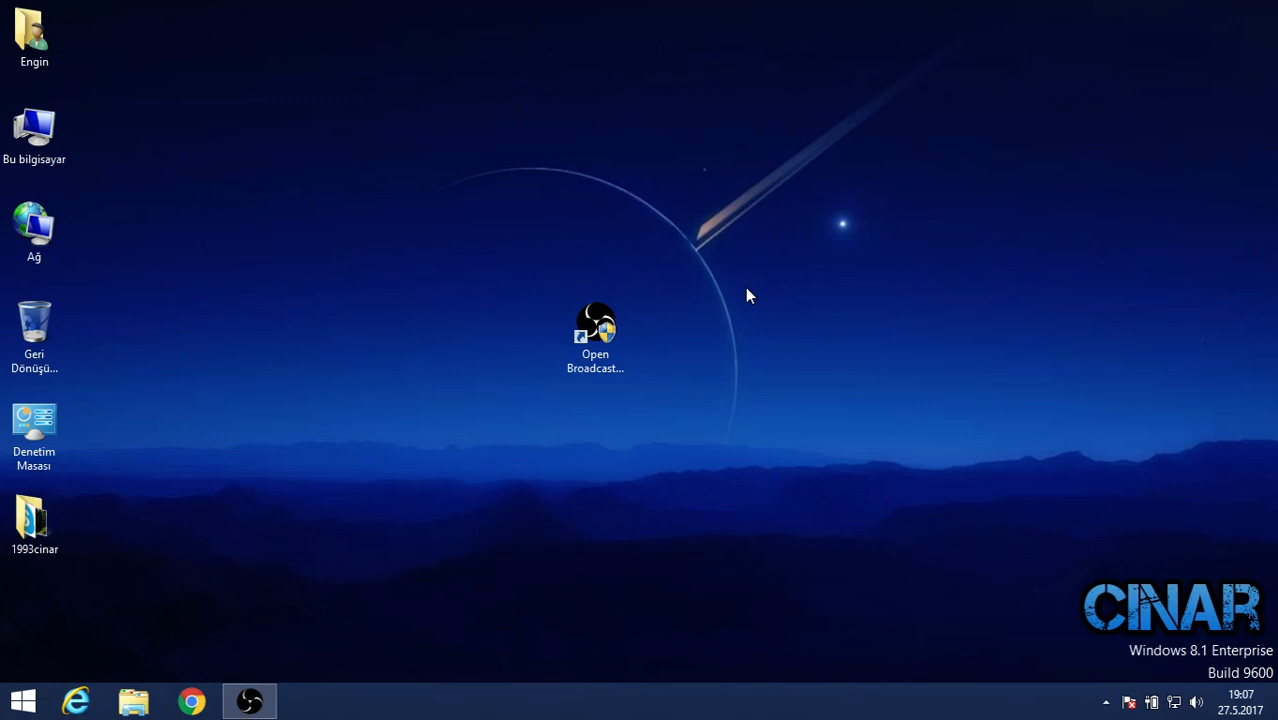 Engin
Bu bilgisayar
Ağ
Geri
Dönüşü...
Denetim
Masası
1993cinar
Open
Broadcast...
CINAR
Windows 8.1 Enterprise
Build 9600
19:07
27.5.2017